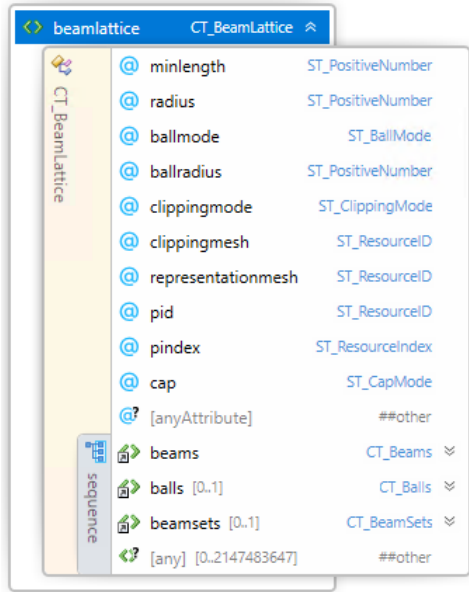 beamlattice CT_BeamLattice
CT_BeamLattice
minlength ST_PositiveNumber
radius ST_PositiveNumber
ballmode ST_BallMode
ballradius ST_PositiveNumber
clippingmode ST_ClippingMode
clippingmesh ST_ResourceID
representationmesh ST_ResourceID
pid ST_ResourceID
pindex ST_ResourceIndex
cap ST_CapMode
[anyAttribute] ##other
sequence
beams CT_Beams
balls [0..1] CT_Balls
beamsets [0..1] CT_BeamSets
[any] [0..2147483647] ##other